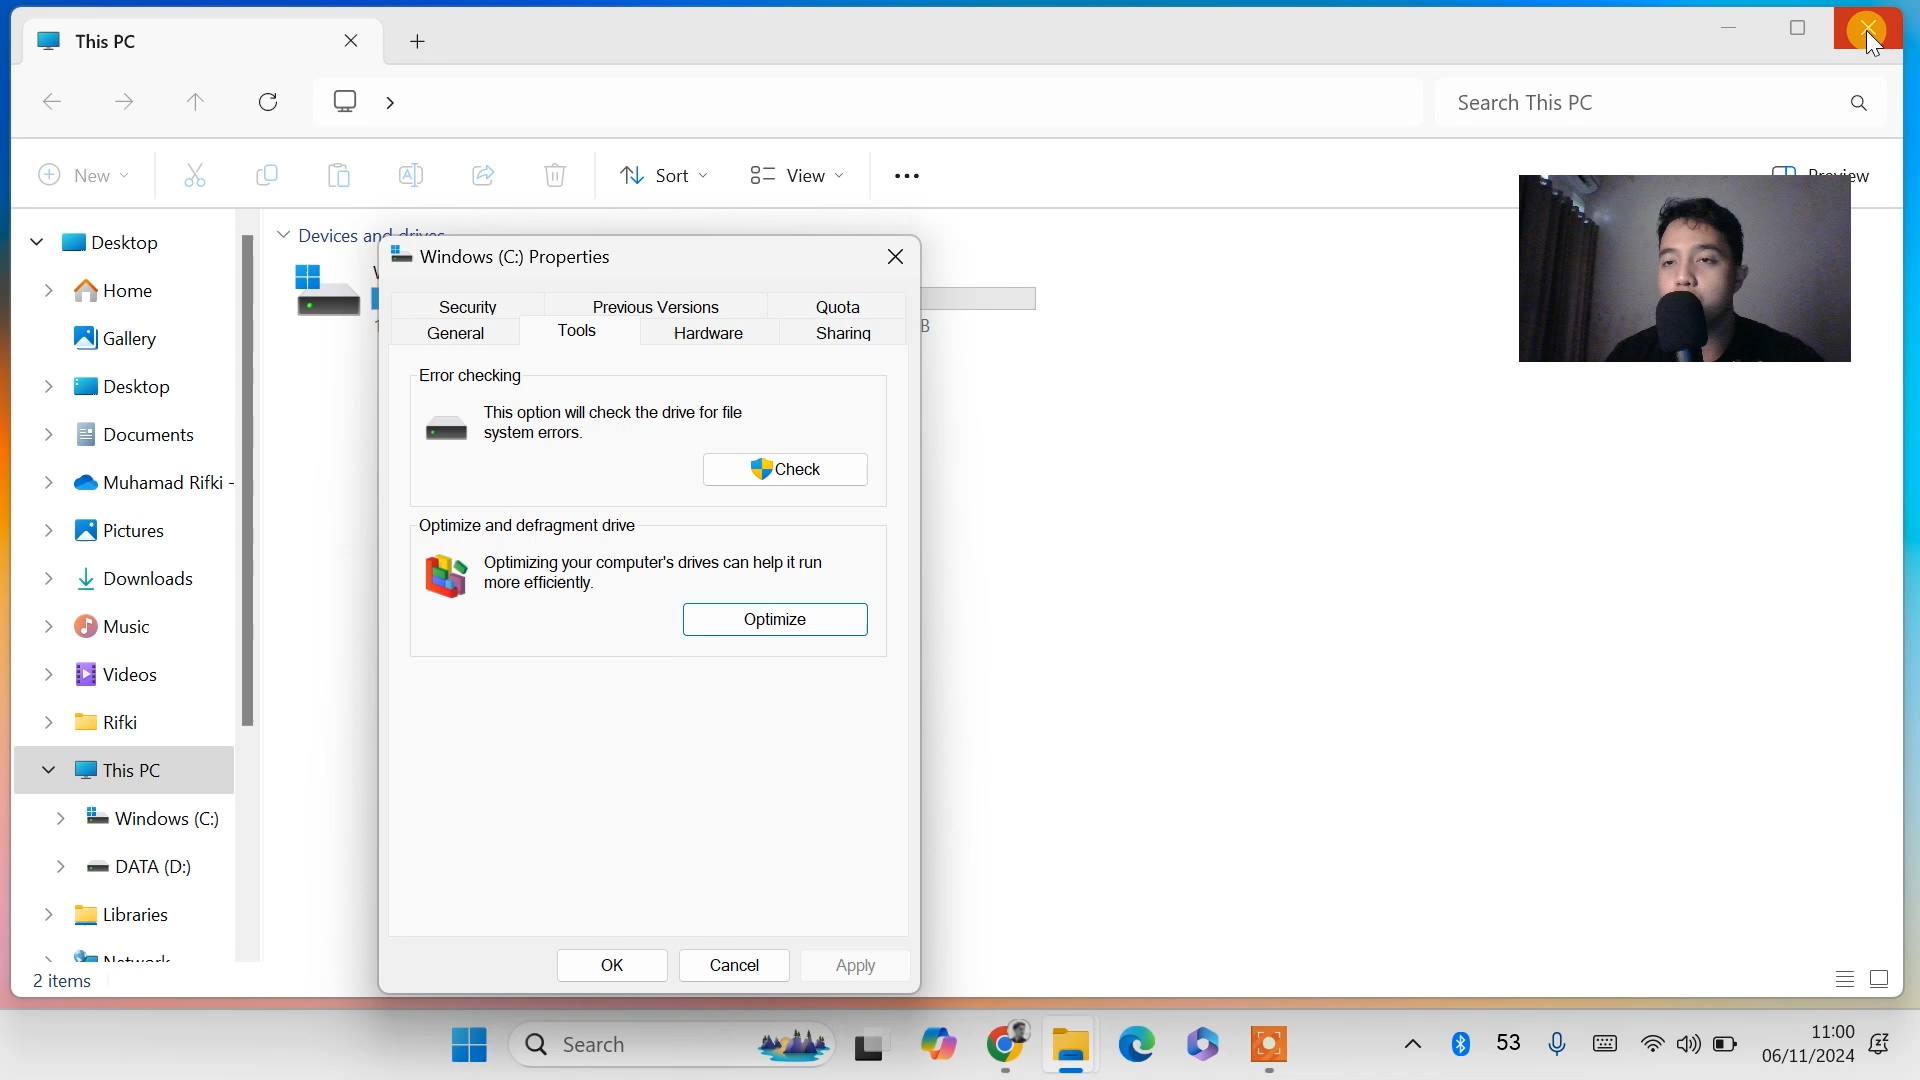 This PC
Search This PC
New
Sort
View
Preview
Desktop
Home
Gallery
Desktop
Documents
Muhamad Rifki -
Pictures
Downloads
Music
Videos
Rifki
This PC
Windows (C:)
DATA (D:)
Libraries
Network
2 items
Devices and drives
Windows (C:) Properties
Security
Previous Versions
Quota
General
Tools
Hardware
Sharing
Error checking
This option will check the drive for file
system errors.
Check
Optimize and defragment drive
Optimizing your computer's drives can help it run
more efficiently.
Optimize
OK
Cancel
Apply
B
Search
53
11:00
06/11/2024